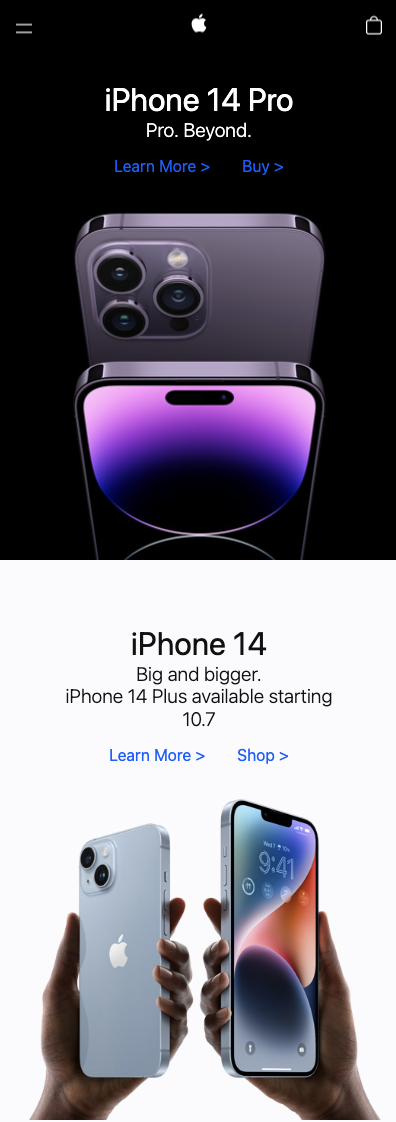 iPhone 14 Pro
Pro. Beyond.
Learn More > Buy >
iPhone 14
Big and bigger.
iPhone 14 Plus available starting
10.7
Learn More > Shop >
9:41